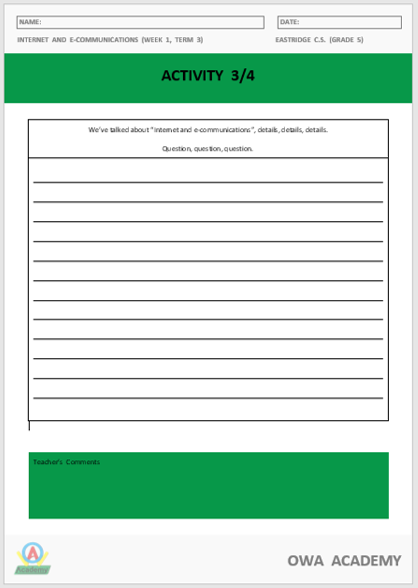 NAME:
DATE:
INTERNET AND E-COMMUNICATIONS (WEEK 1, TERM 3)
EASTRIDGE C.S. (GRADE 5)
ACTIVITY 3/4
We've talked about "Internet and e-communications", details, details, details.
Question, question, question.
Teacher's Comments
A
Academy
OWA ACADEMY